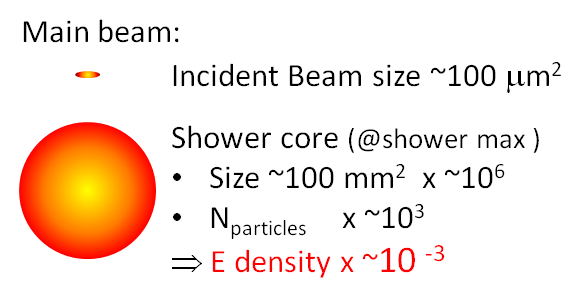 Main beam:
Incident Beam size ~100 μm²
Shower core (@shower max )
• Size ~100 mm² x ~10⁶
• Nparticles x ~10³
⇒ E density x ~10 ⁻³